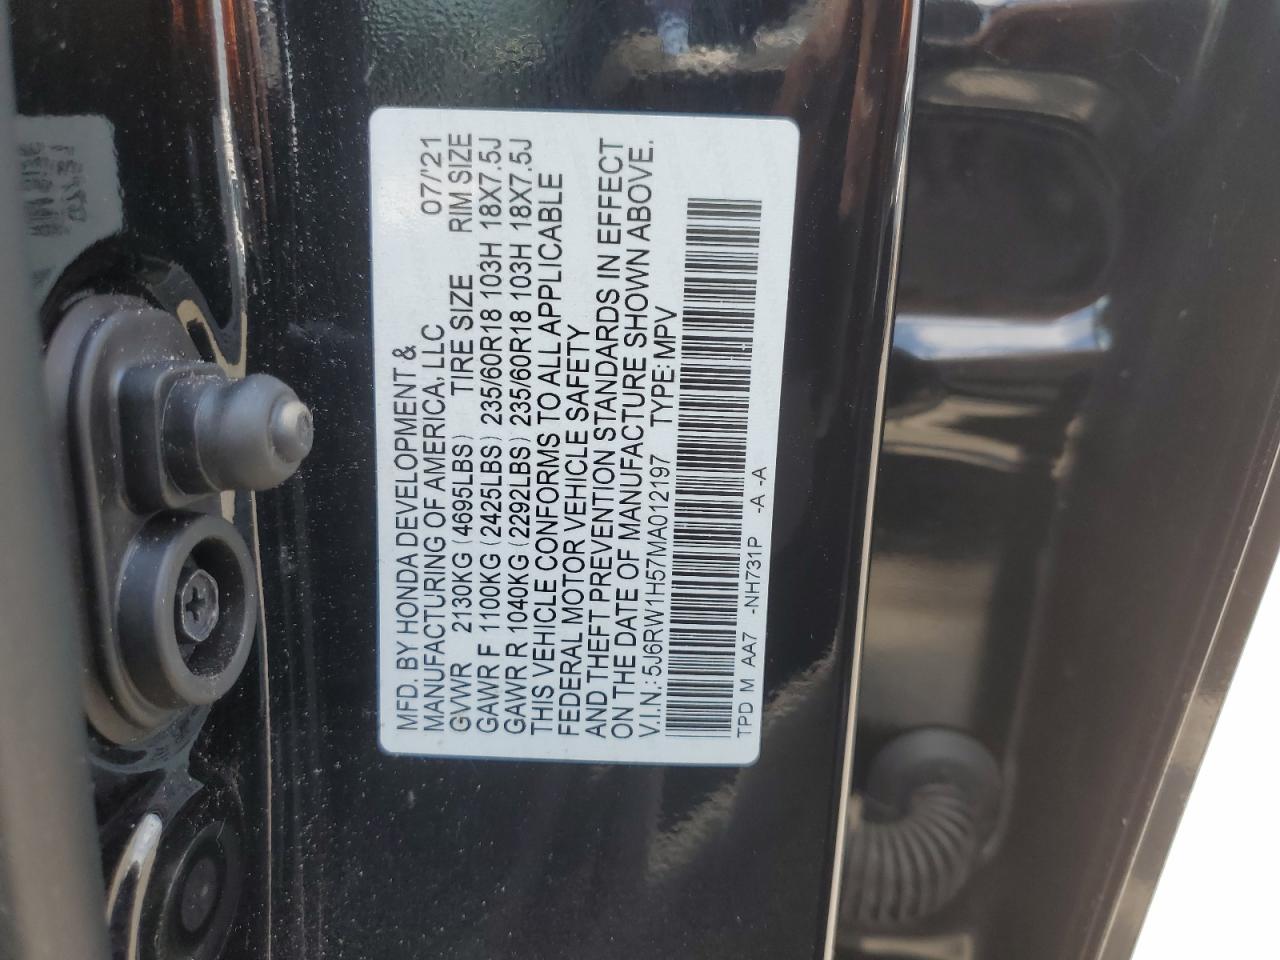 MFD. BY HONDA DEVELOPMENT &
MANUFACTURING OF AMERICA, LLC 07/'21
GVWR 2130KG (4695LBS) TIRE SIZE RIM SIZE
GAWR F 1100KG (2425LBS) 235/60R18 103H 18X7.5J
GAWR R 1040KG (2292LBS) 235/60R18 103H 18X7.5J
THIS VEHICLE CONFORMS TO ALL APPLICABLE
FEDERAL MOTOR VEHICLE SAFETY
AND THEFT PREVENTION STANDARDS IN EFFECT
ON THE DATE OF MANUFACTURE SHOWN ABOVE.
V.I.N.: 5J6RW1H57MA012197 TYPE: MPV
TPD M AA7 -NH731P -A -A